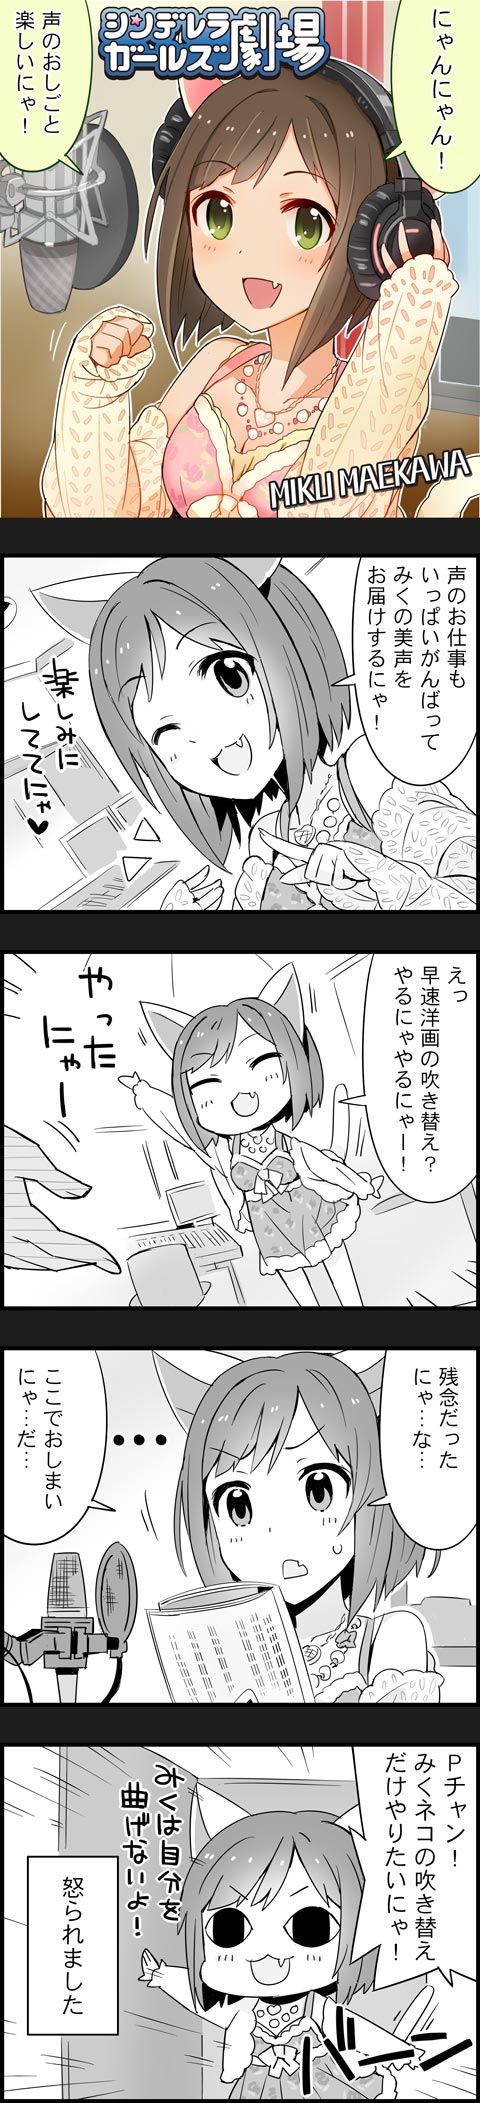 シンデレラ
ガールズ劇場
にゃんにゃん！
声のおしごと
楽しいにゃ！
MIKU MAEKAWA
声のお仕事も
いっぱいがんばって
みくの美声を
お届けするにゃ！
楽しみに
しててにゃ♥
えっ
早速洋画の吹き替え？
やるにゃやるにゃー！
やった
にゃー
残念だった
にゃ…な…
…
ここでおしまい
にゃ…だ…
Pチャン！
みくネコの吹き替え
だけやりたいにゃ！
みくは自分を
曲げないよ！
バーン
怒られました